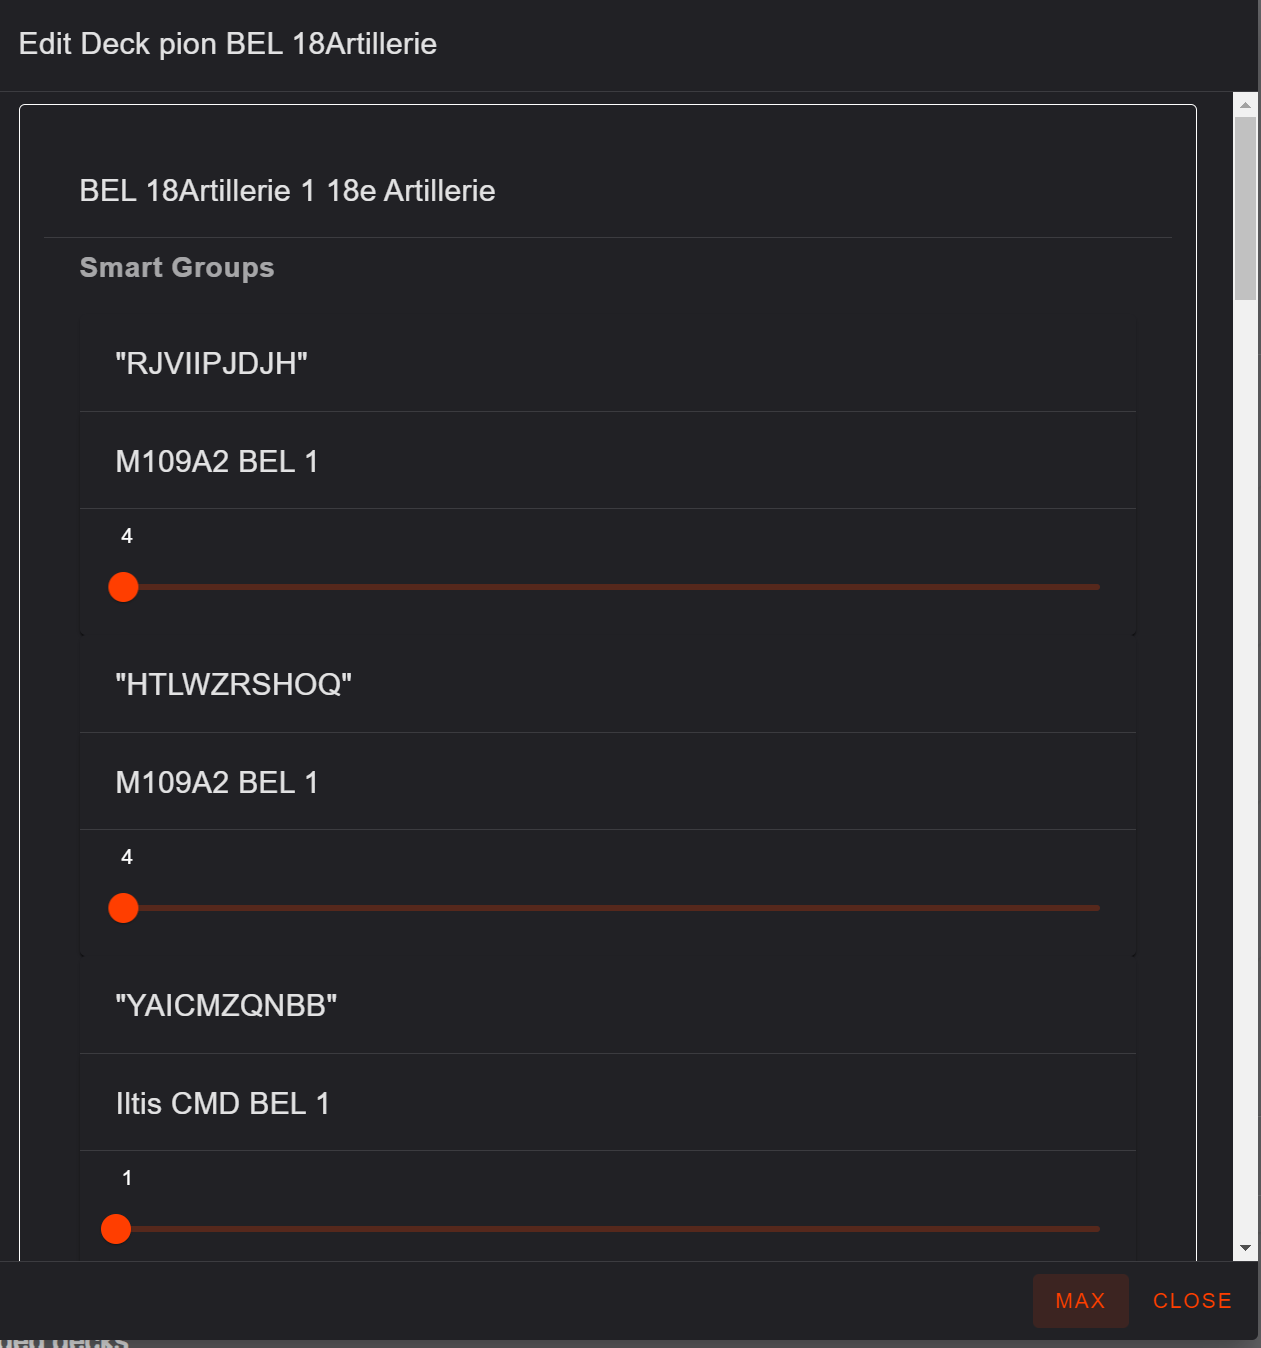 Edit Deck pion BEL 18Artillerie
BEL 18Artillerie 1 18e Artillerie
Smart Groups
"RJVIIPJDJH"
M109A2 BEL 1
4
"HTLWZRSHOQ"
M109A2 BEL 1
4
"YAICMZQNBB"
Iltis CMD BEL 1
1
MAX CLOSE
decks